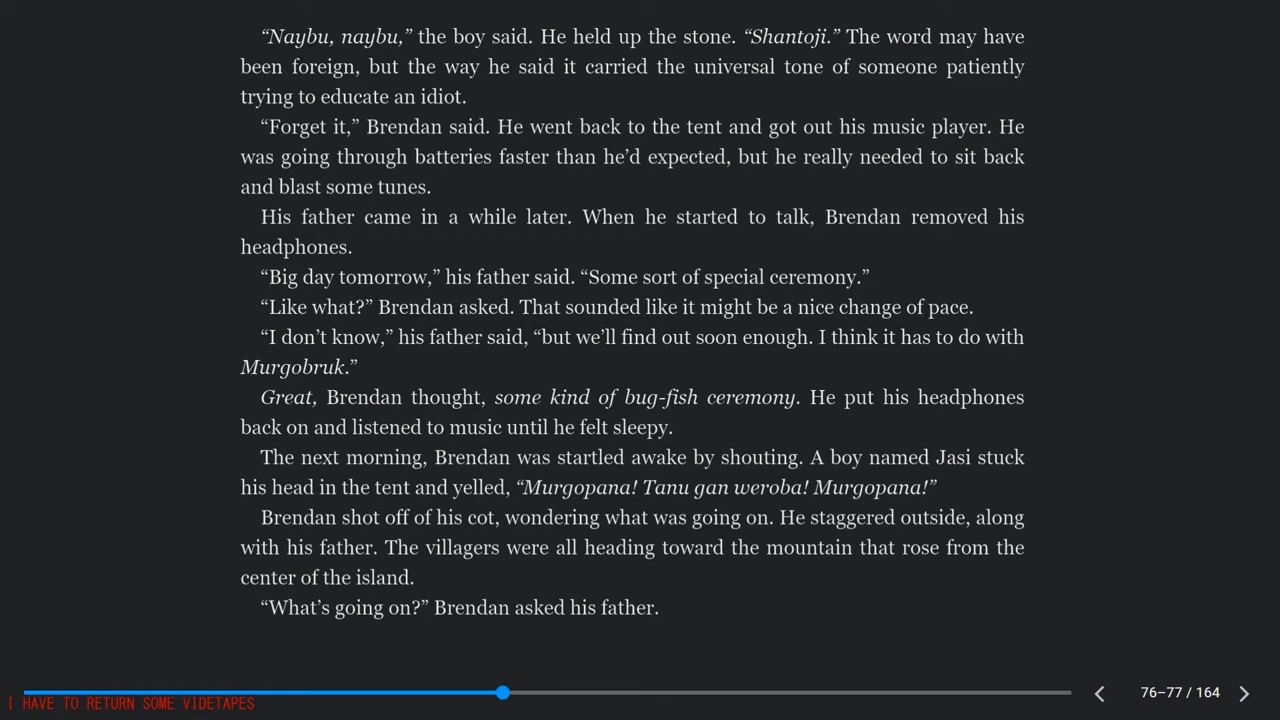 “Naybu, naybu,” the boy said. He held up the stone. “Shantoji.” The word may have
been foreign, but the way he said it carried the universal tone of someone patiently
trying to educate an idiot.
“Forget it,” Brendan said. He went back to the tent and got out his music player. He
was going through batteries faster than he’d expected, but he really needed to sit back
and blast some tunes.
His father came in a while later. When he started to talk, Brendan removed his
headphones.
“Big day tomorrow,” his father said. “Some sort of special ceremony.”
“Like what?” Brendan asked. That sounded like it might be a nice change of pace.
“I don’t know,” his father said, “but we’ll find out soon enough. I think it has to do with
Murgobruk.”
Great, Brendan thought, some kind of bug-fish ceremony. He put his headphones
back on and listened to music until he felt sleepy.
The next morning, Brendan was startled awake by shouting. A boy named Jasi stuck
his head in the tent and yelled, “Murgopana! Tanu gan weroba! Murgopana!”
Brendan shot off of his cot, wondering what was going on. He staggered outside, along
with his father. The villagers were all heading toward the mountain that rose from the
center of the island.
“What’s going on?” Brendan asked his father.
76–77 / 164
I HAVE TO RETURN SOME VIDETAPES